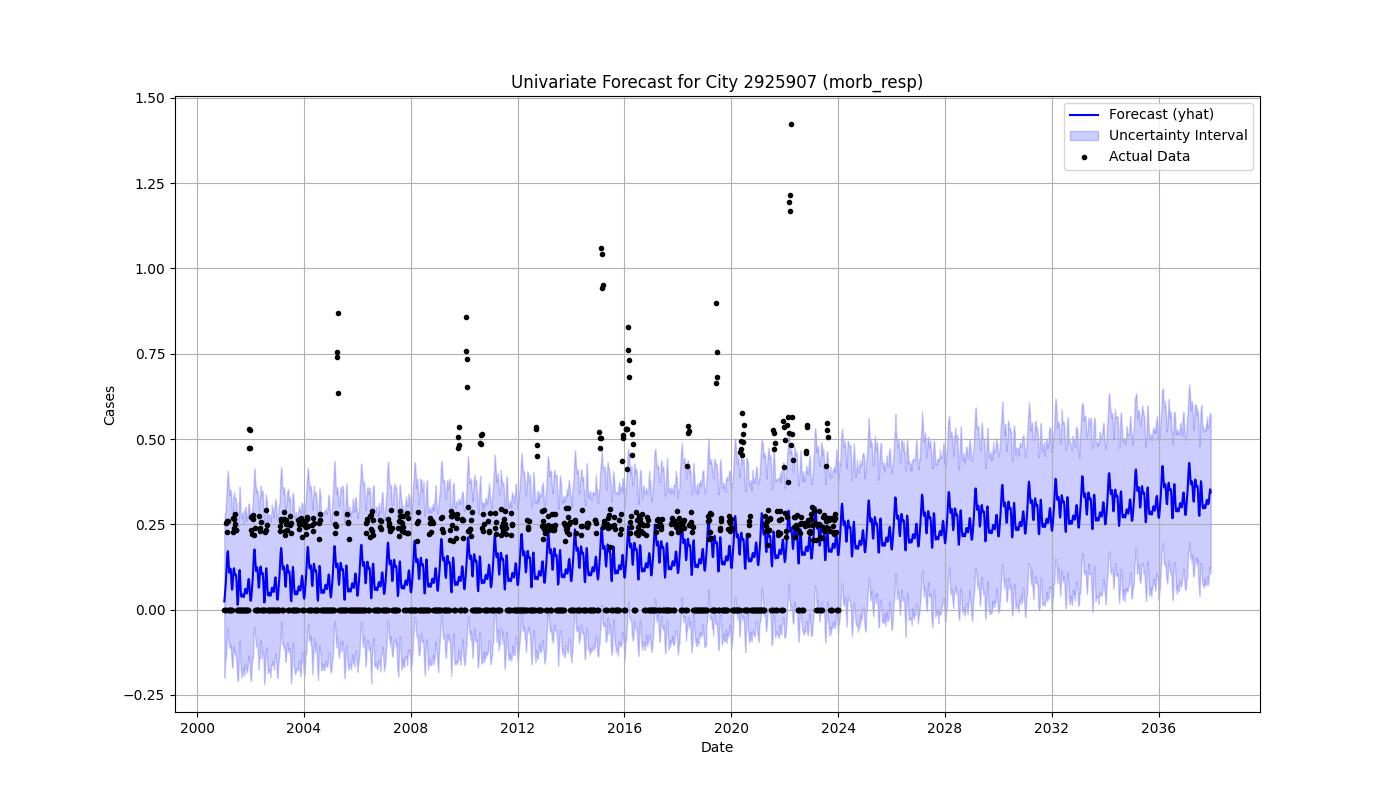 Univariate Forecast for City 2925907 (morb_resp)
Forecast (yhat)
Uncertainty Interval
Actual Data
Cases
1.50
1.25
1.00
0.75
0.50
0.25
0.00
−0.25
2000 2004 2008 2012 2016 2020 2024 2028 2032 2036
Date